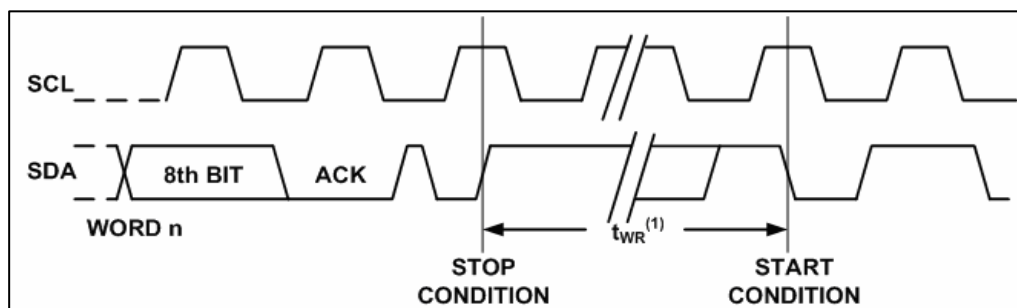 SCL
SDA
8th BIT
ACK
WORD n
tWR(1)
STOP
CONDITION
START
CONDITION